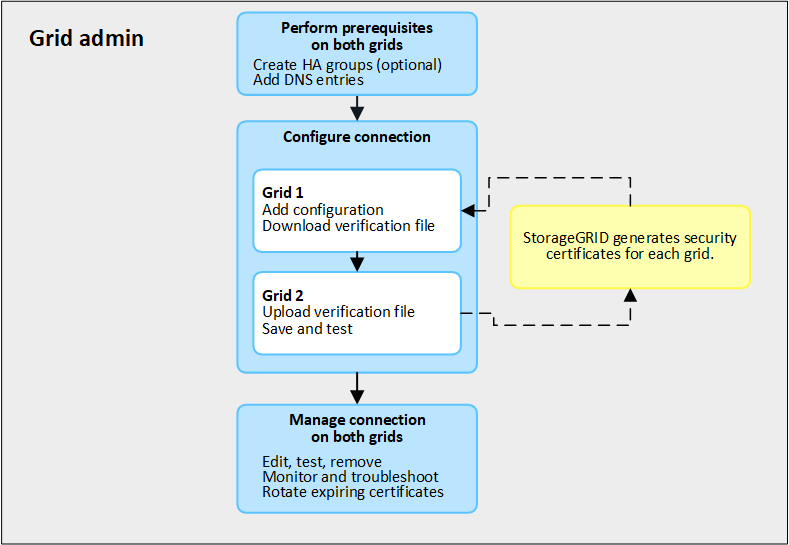 Grid admin
Perform prerequisites
on both grids
Create HA groups (optional)
Add DNS entries
Configure connection
Grid 1
Add configuration
Download verification file
StorageGRID generates security
certificates for each grid.
Grid 2
Upload verification file
Save and test
Manage connection
on both grids
Edit, test, remove
Monitor and troubleshoot
Rotate expiring certificates